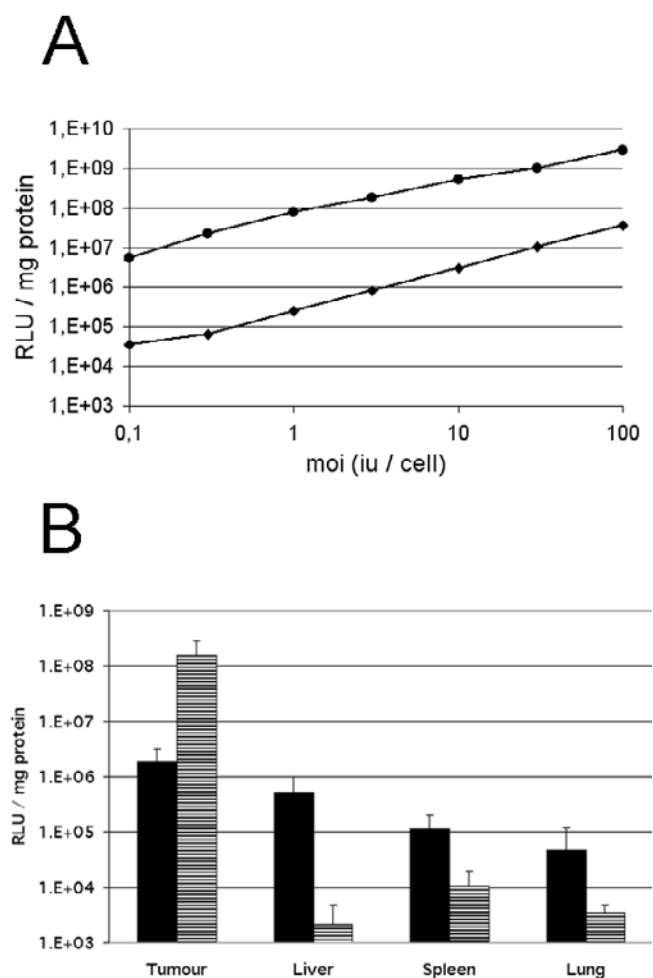 A
RLU / mg protein
1,E+10
1,E+09
1,E+08
1,E+07
1,E+06
1,E+05
1,E+04
1,E+03
0,1 1 10 100
moi (iu / cell)
B
RLU / mg protein
1.E+09
1.E+08
1.E+07
1.E+06
1.E+05
1.E+04
1.E+03
Tumour Liver Spleen Lung